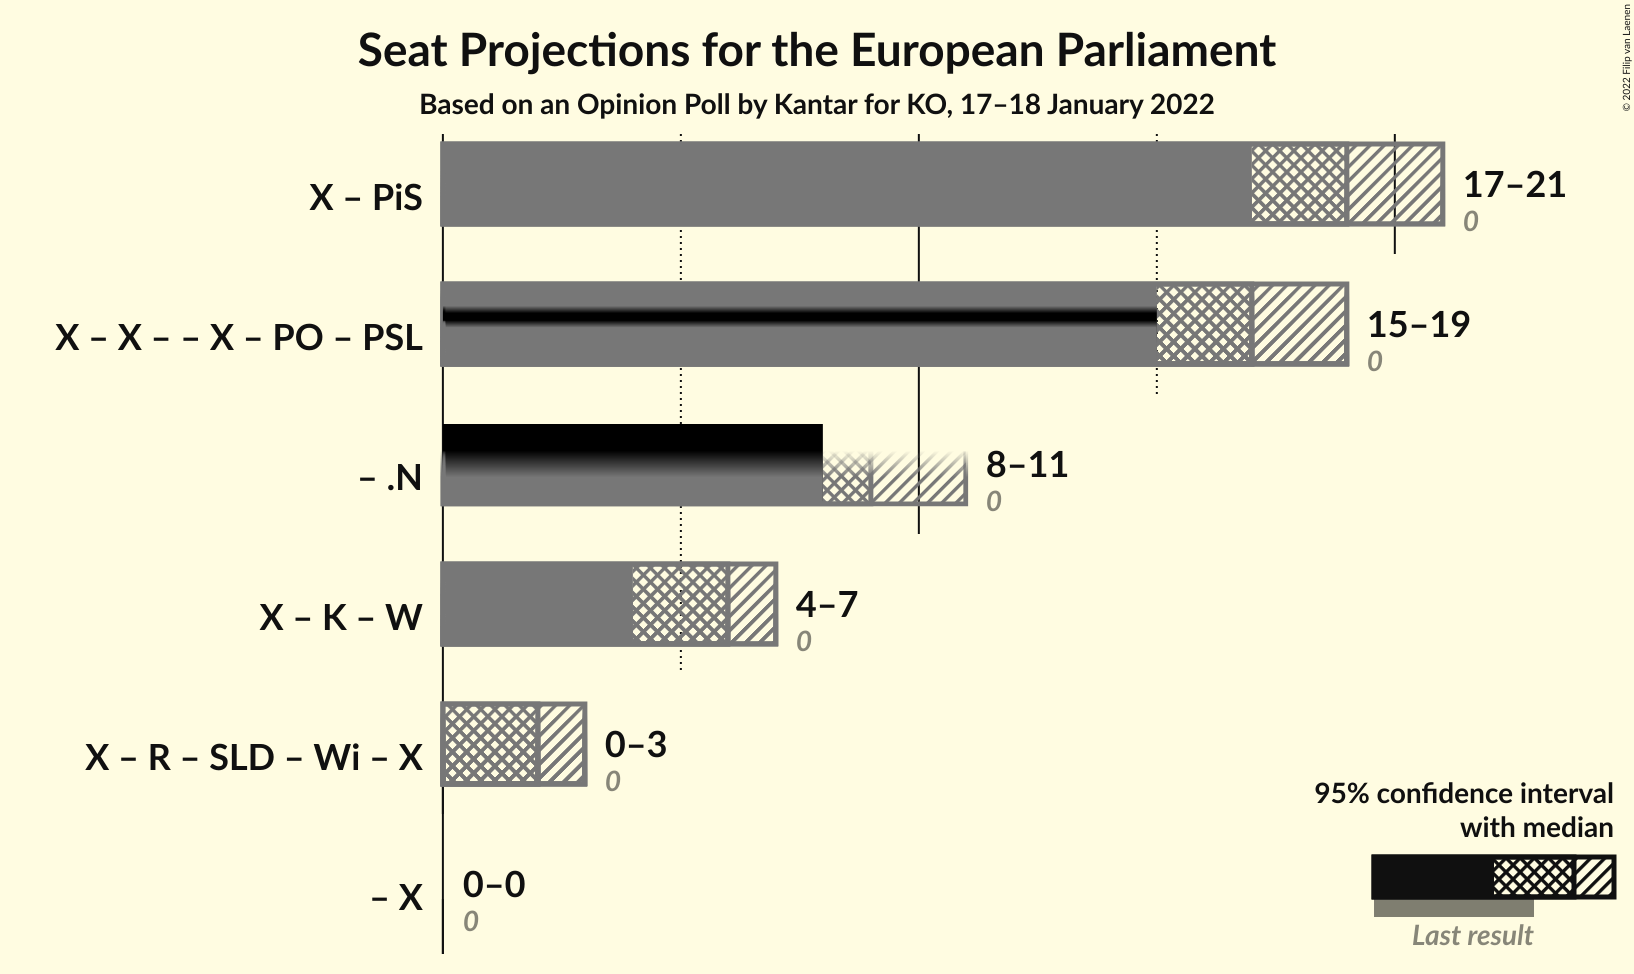 Seat Projections for the European Parliament
Based on an Opinion Poll by Kantar for KO, 17–18 January 2022
© 2022 Filip van Laenen
X – PiS
17–21
0
X – X – – X – PO – PSL
15–19
0
– .N
8–11
0
X – K – W
4–7
0
X – R – SLD – Wi – X
0–3
0
– X
0–0
0
95% confidence interval
with median
Last result